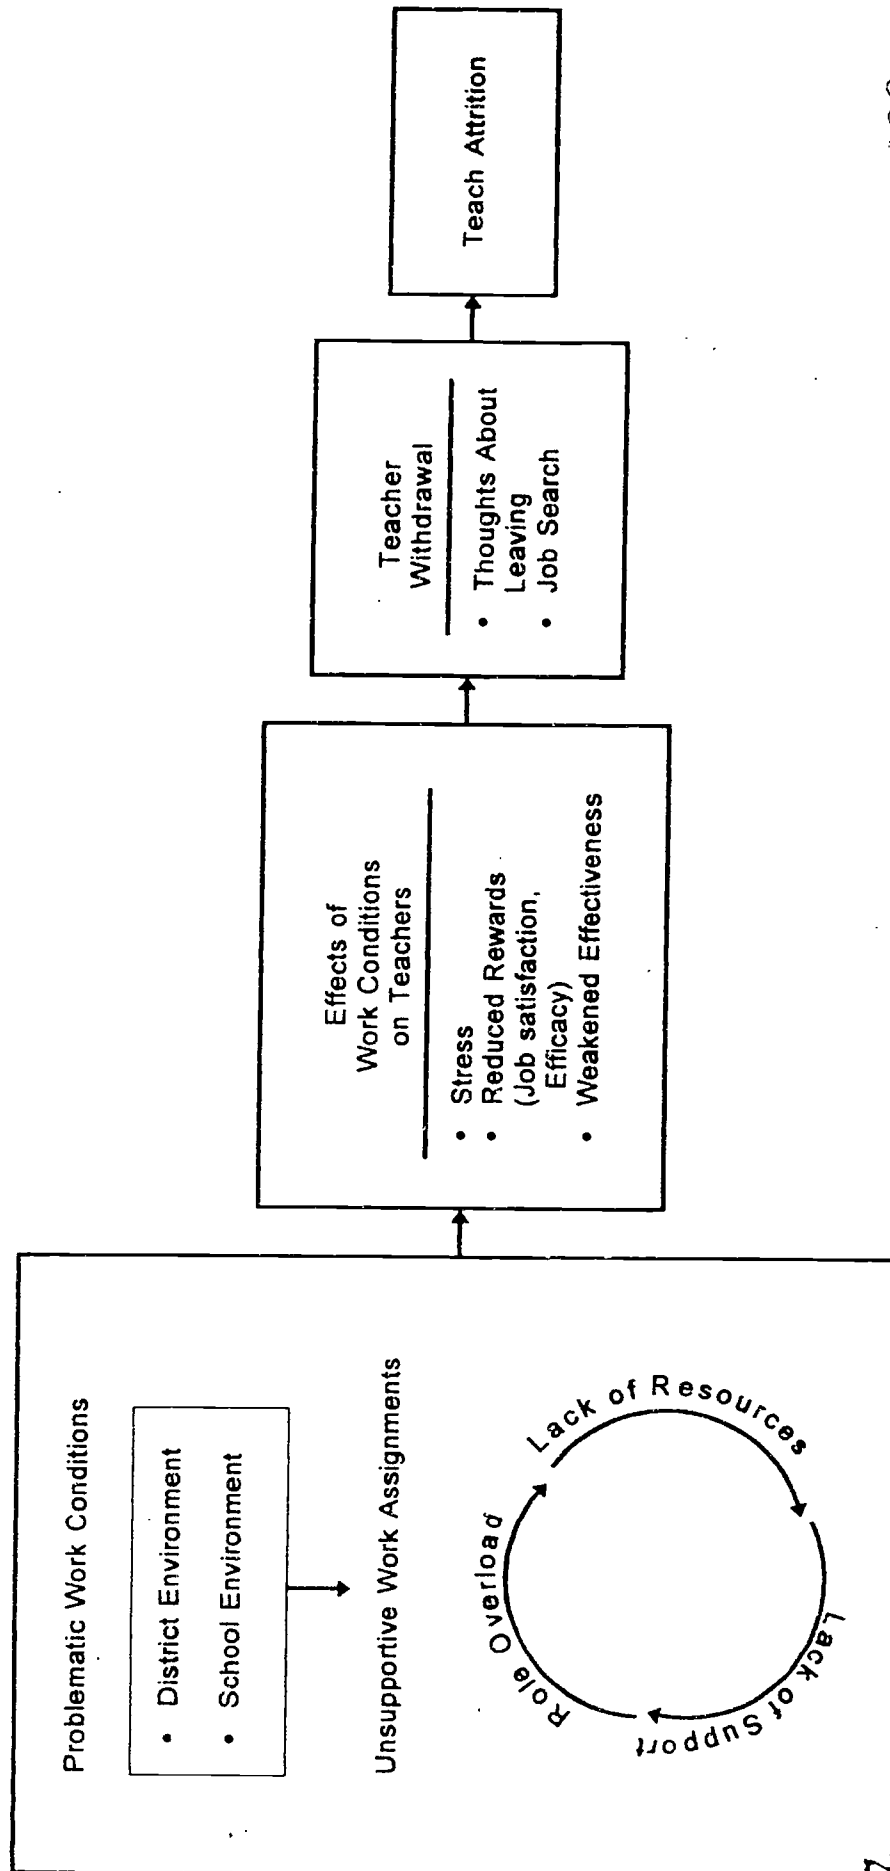 Problematic Work Conditions
• District Environment
• School Environment
Unsupportive Work Assignments
Role Overload
Lack of Resources
Lack of Support
Effects of
Work Conditions
on Teachers
• Stress
• Reduced Rewards
(Job satisfaction,
Efficacy)
• Weakened Effectiveness
Teacher
Withdrawal
• Thoughts About
Leaving
• Job Search
Teach Attrition